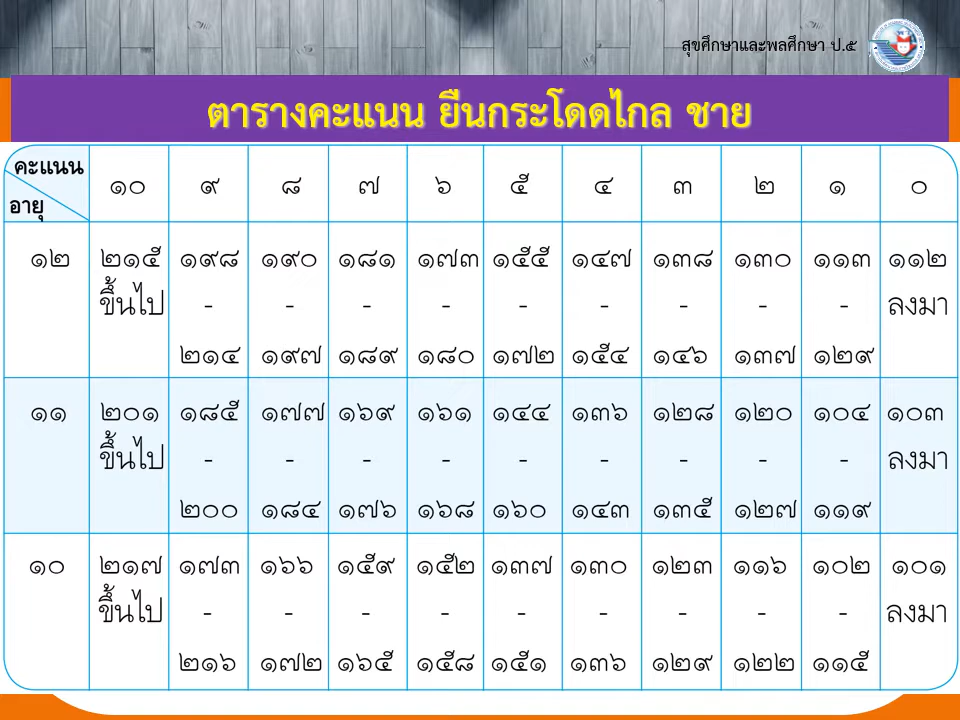 สุขศึกษาและพลศึกษา ป.๕
ตารางคะแนน ยืนกระโดดไกล ชาย
คะแนน ๑๐ ๙ ๘ ๗ ๖ ๕ ๔ ๓ ๒ ๑ ๐
อายุ
๑๒ ๒๑๕ ๑๙๘ ๑๙๐ ๑๘๑ ๑๗๓ ๑๕๕ ๑๔๗ ๑๓๘ ๑๓๐ ๑๑๓ ๑๑๒
ขึ้นไป - - - - - - - - - ลงมา
๒๑๔ ๑๙๗ ๑๘๙ ๑๘๐ ๑๗๒ ๑๕๔ ๑๔๖ ๑๓๗ ๑๒๙
๑๑ ๒๐๑ ๑๘๕ ๑๗๗ ๑๖๙ ๑๖๑ ๑๔๔ ๑๓๖ ๑๒๘ ๑๒๐ ๑๐๔ ๑๐๓
ขึ้นไป - - - - - - - - - ลงมา
๒๐๐ ๑๘๔ ๑๗๖ ๑๖๘ ๑๖๐ ๑๔๓ ๑๓๕ ๑๒๗ ๑๑๙
๑๐ ๒๑๗ ๑๗๓ ๑๖๖ ๑๕๙ ๑๕๒ ๑๓๗ ๑๓๐ ๑๒๓ ๑๑๖ ๑๐๒ ๑๐๑
ขึ้นไป - - - - - - - - - ลงมา
๒๑๖ ๑๗๒ ๑๖๕ ๑๕๘ ๑๕๑ ๑๓๖ ๑๒๙ ๑๒๒ ๑๑๕